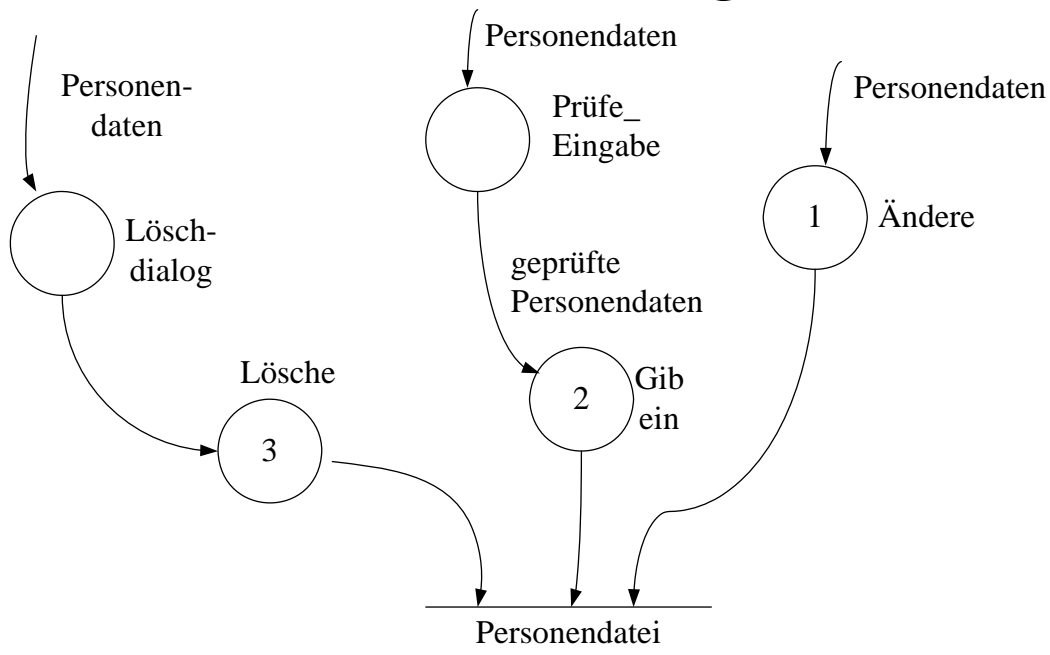 Personen-
daten
Lösch-
dialog
Lösche
3
Personendaten
Prüfe_
Eingabe
geprüfte
Personendaten
2
Gib
ein
Personendaten
1
Ändere
Personendatei